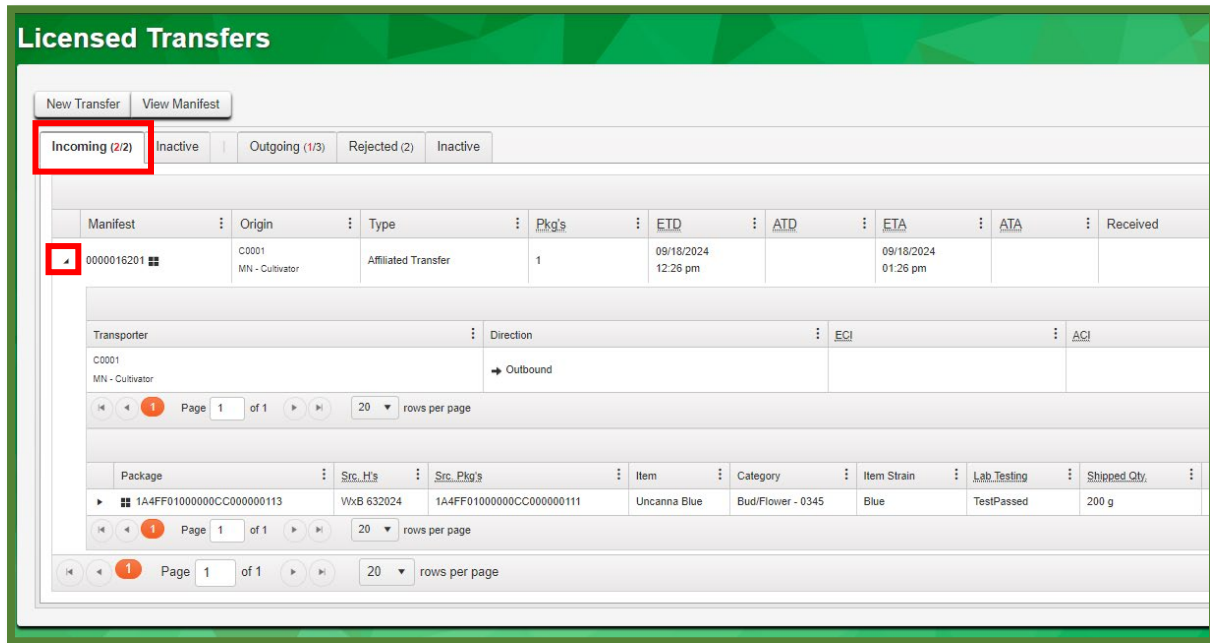 Licensed Transfers
New Transfer View Manifest
Incoming (2/2) Inactive | Outgoing (1/3) Rejected (2) Inactive
Manifest Origin Type Pkg's ETD ATD ETA ATA Received
0000016201 C0001 Affiliated Transfer 1 09/18/2024 09/18/2024
MN - Cultivator 12:26 pm 01:26 pm
Transporter Direction ECI ACI
C0001 Outbound
MN - Cultivator
1 Page 1 of 1 20 rows per page
Package Src. H's Src. Pkg's Item Category Item Strain Lab Testing Shipped Qty.
1A4FF01000000CC000000113 WxB 632024 1A4FF01000000CC000000111 Uncanna Blue Bud/Flower - 0345 Blue TestPassed 200 g
1 Page 1 of 1 20 rows per page
1 Page 1 of 1 20 rows per page